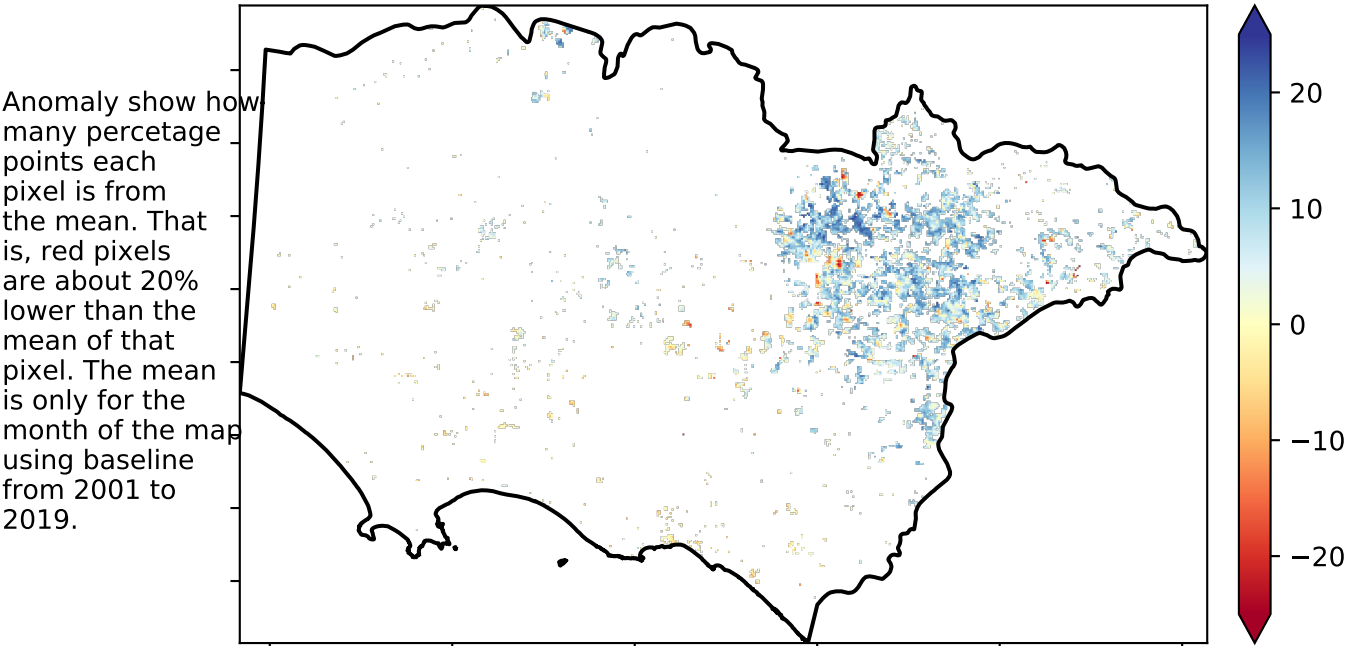 Anomaly show how
many percetage
points each
pixel is from
the mean. That
is, red pixels
are about 20%
lower than the
mean of that
pixel. The mean
is only for the
month of the map
using baseline
from 2001 to
2019.
20
10
0
−10
−20